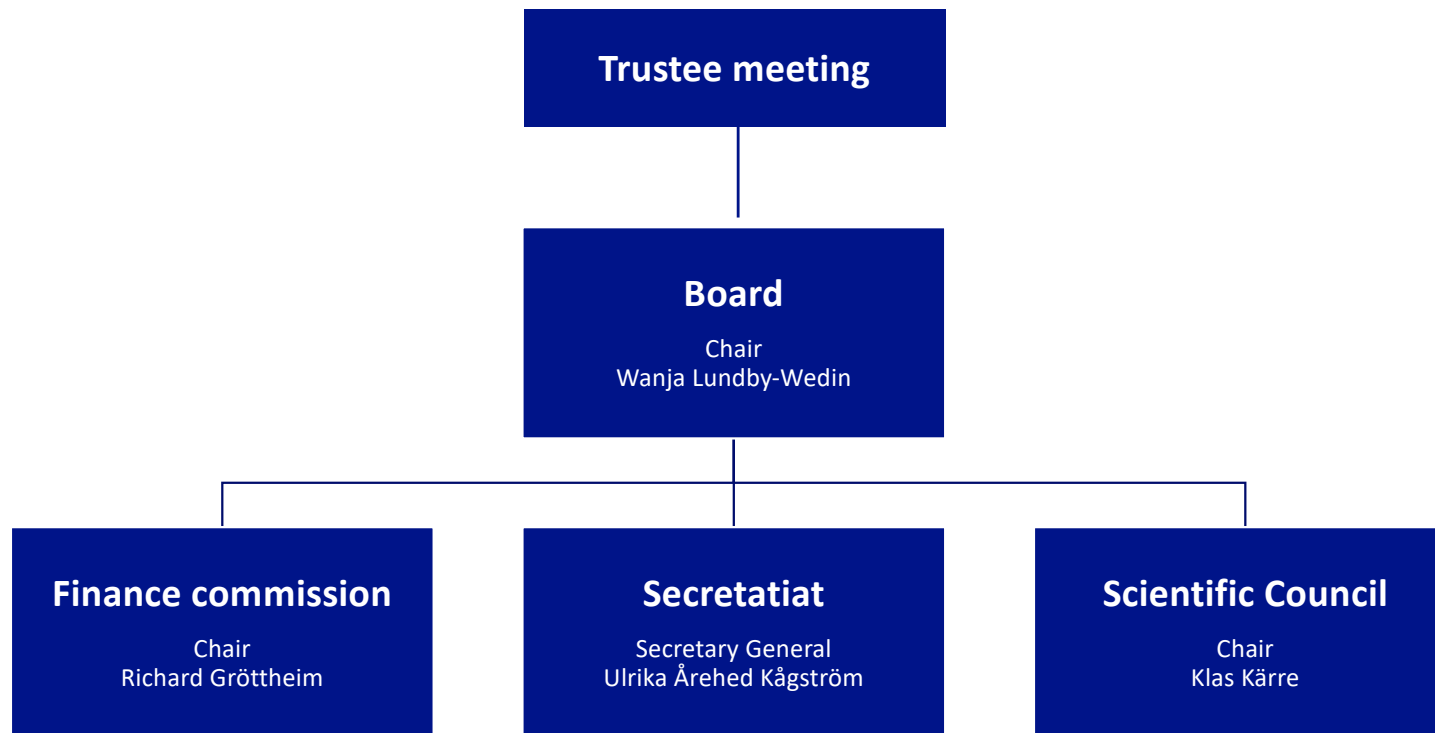 Trustee meeting
Board
Chair
Wanja Lundby-Wedin
Finance commission
Chair
Richard Gröttheim
Secretatiat
Secretary General
Ulrika Årehed Kågström
Scientific Council
Chair
Klas Kärre